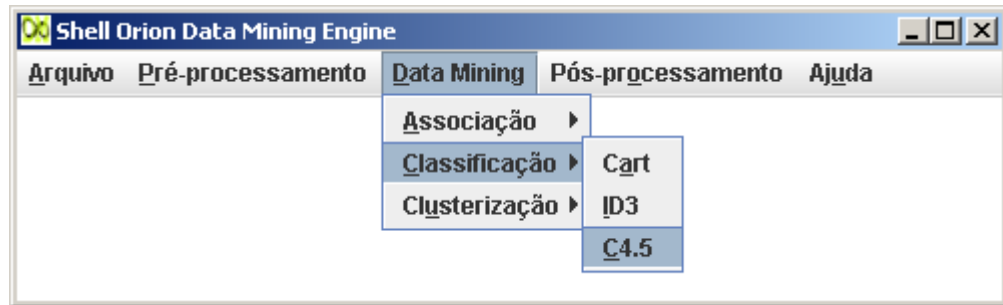 Shell Orion Data Mining Engine
Arquivo Pré-processamento Data Mining Pós-processamento Ajuda
Associação
Classificação
Cart
Clusterização
ID3
C4.5